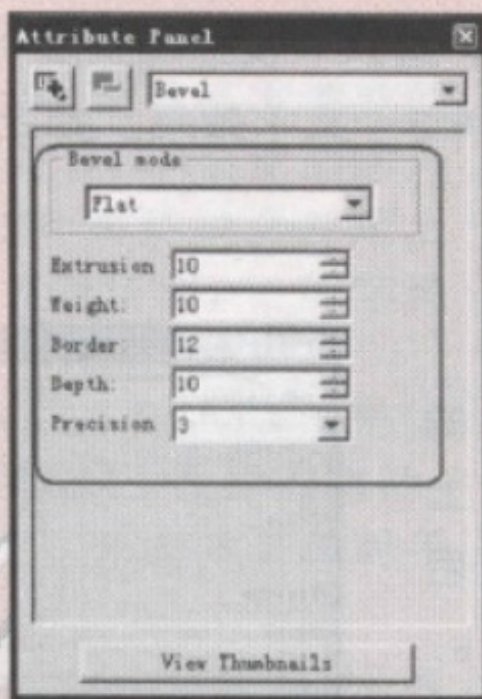 Attribute Panel
Bevel
Bevel mode
Flat
Extrusion 10
Weight: 10
Border 12
Depth: 10
Precision 3
View Thumbnails